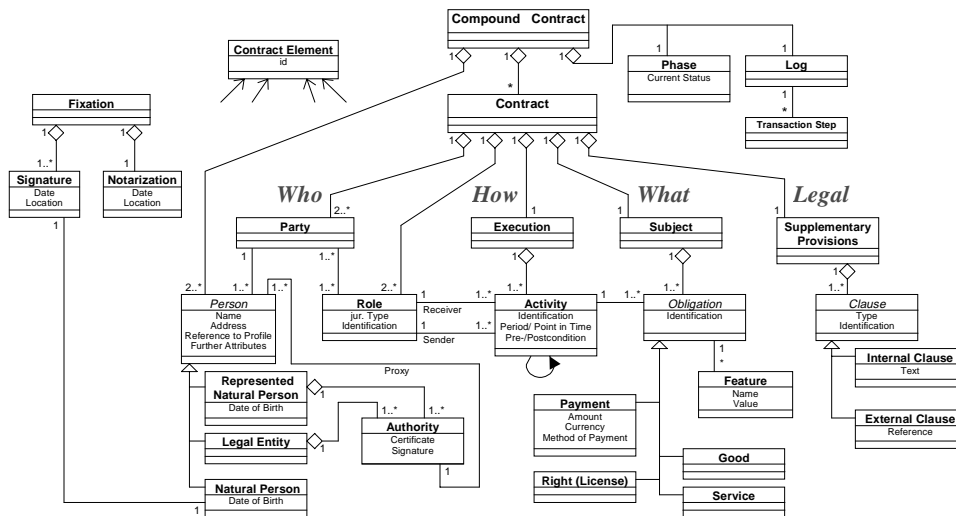 Compound Contract
1
1
1
Contract Element
id
1
Phase
Current Status
1
Log
1
*
Transaction Step
*
Contract
Fixation
1
1
1..*
1
Signature
Date
Location
1
Notarization
Date
Location
1
1
1
1
1
Who
How
What
Legal
2..*
1
1
1
Party
Execution
Subject
Supplementary
Provisions
1
1..*
1
1
1
2..*
1..*
1..*
1..*
2..*
1..*
1..*
1..*
Person
Name
Address
Reference to Profile
Further Attributes
Role
jur. Type
Identification
1
1..*
Receiver
1
1..*
Sender
Activity
Identification
Period/ Point in Time
Pre-/Postcondition
1
1..*
Obligation
Identification
Clause
Type
Identification
1
*
Feature
Name
Value
Internal Clause
Text
External Clause
Reference
Proxy
Represented
Natural Person
Date of Birth
1
1..*
1..*
Legal Entity
1
Authority
Certificate
Signature
1
Natural Person
Date of Birth
1
Payment
Amount
Currency
Method of Payment
Good
Right (License)
Service